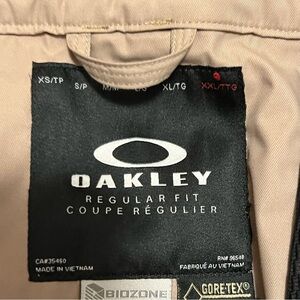 XS/TP S/P M/M L/G XL/TG XXL/TTG
OAKLEY
REGULAR FIT
COUPE RÉGULIER
CA#35460 RN# 96548
MADE IN VIETNAM FABRIQUÉ AU VIETNAM
BIOZONE GORE-TEX®